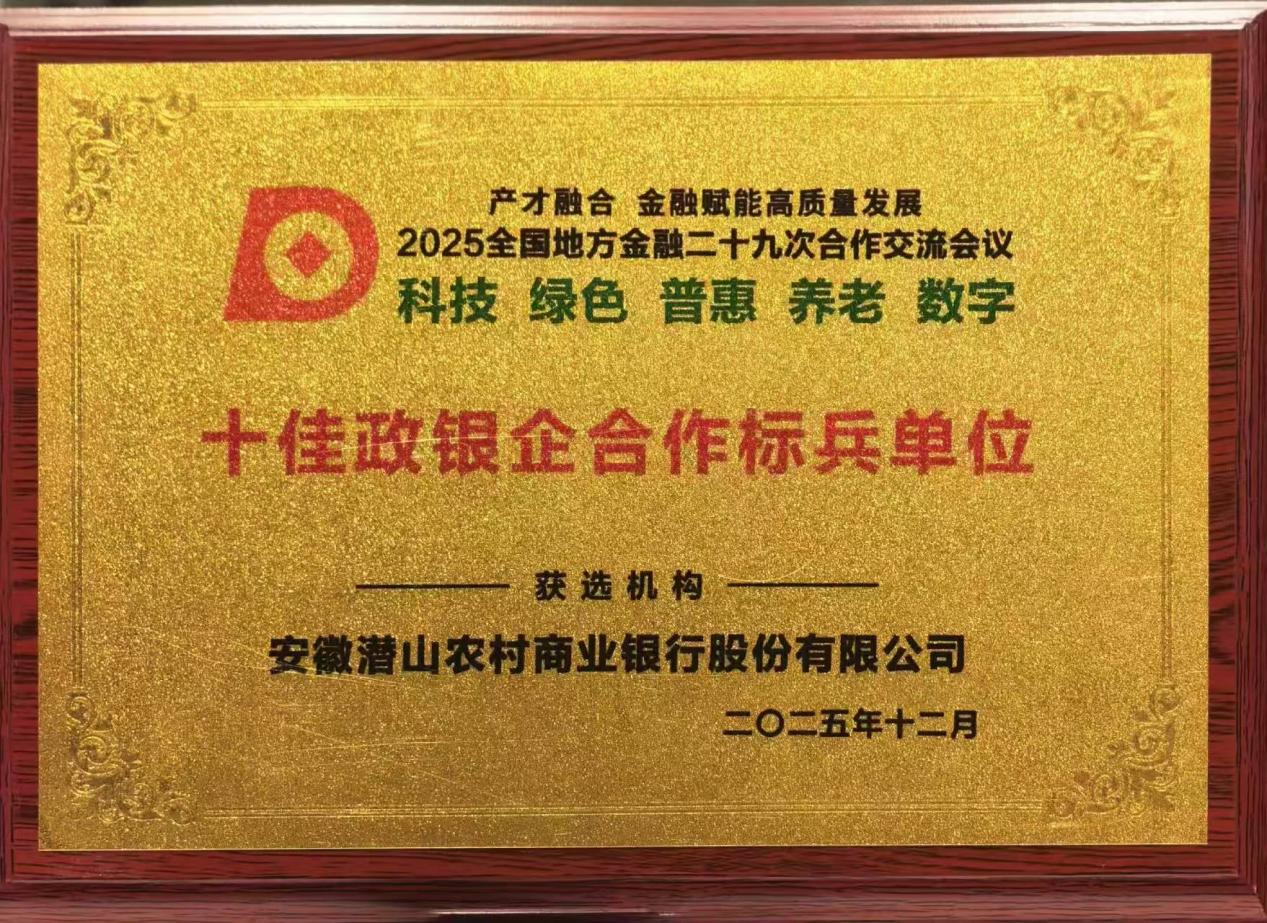 产才融合 金融赋能高质量发展
2025全国地方金融二十九次合作交流会议
科技 绿色 普惠 养老 数字
十佳政银企合作标兵单位
获选机构
安徽潜山农村商业银行股份有限公司
二〇二五年十二月